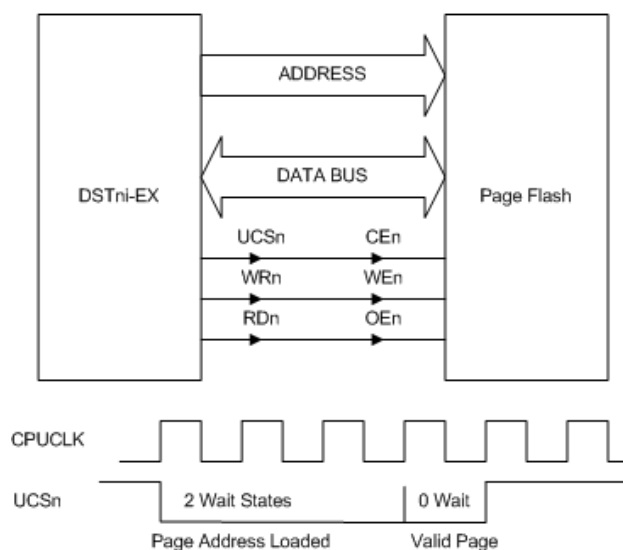 ADDRESS
DSTni-EX
DATA BUS
Page Flash
UCSn CEn
WRn WEn
RDn OEn
CPUCLK
UCSn 2 Wait States 0 Wait
Page Address Loaded Valid Page